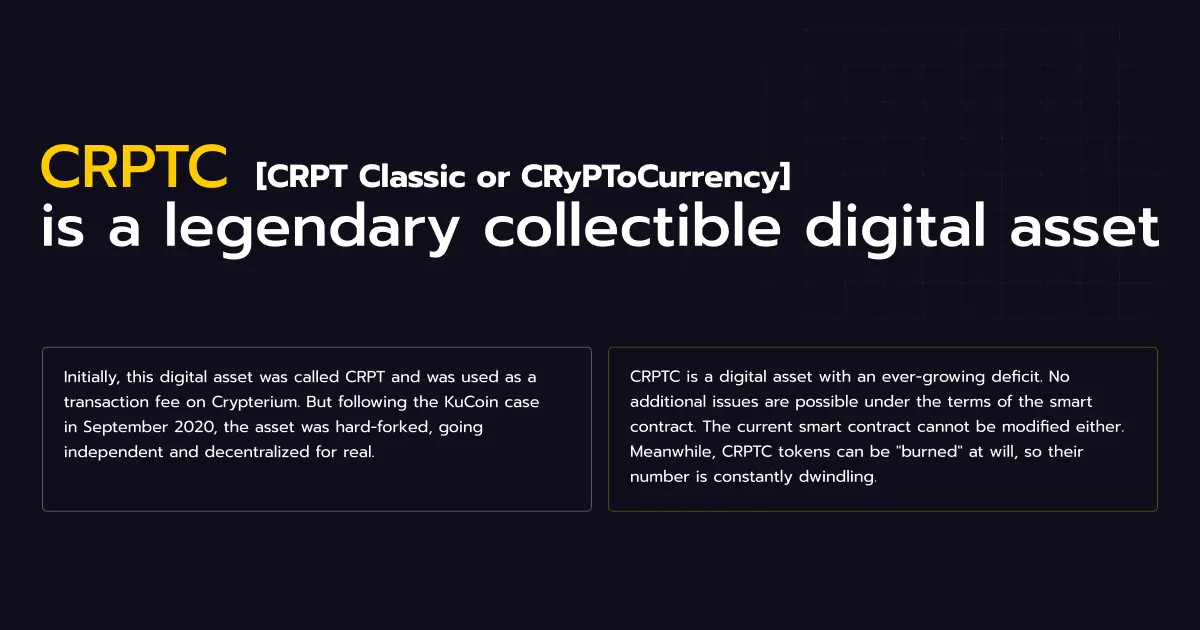 CRPTC [CRPT Classic or CRyPToCurrency]
is a legendary collectible digital asset
Initially, this digital asset was called CRPT and was used as a
transaction fee on Crypterium. But following the KuCoin case
in September 2020, the asset was hard-forked, going
independent and decentralized for real.
CRPTC is a digital asset with an ever-growing deficit. No
additional issues are possible under the terms of the smart
contract. The current smart contract cannot be modified either.
Meanwhile, CRPTC tokens can be "burned" at will, so their
number is constantly dwindling.